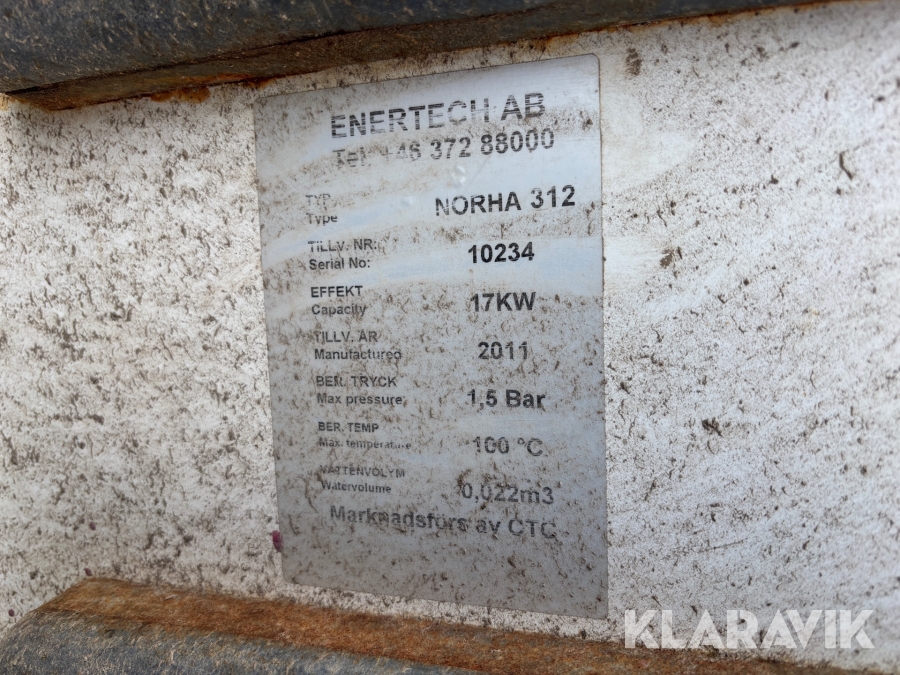 ENERTECH AB
Tel. +46 372 88000
TYP
Type NORHA 312
TILLV. NR:
Serial No: 10234
EFFEKT
Capacity 17KW
TILLV. ÅR
Manufactured 2011
BER. TRYCK
Max pressure, 1,5 Bar
BER. TEMP
Max. temperature 100 °C
VATTENVOLYM
Watervolume 0,022m3
Marknadsförs av CTC
KLARAVIK